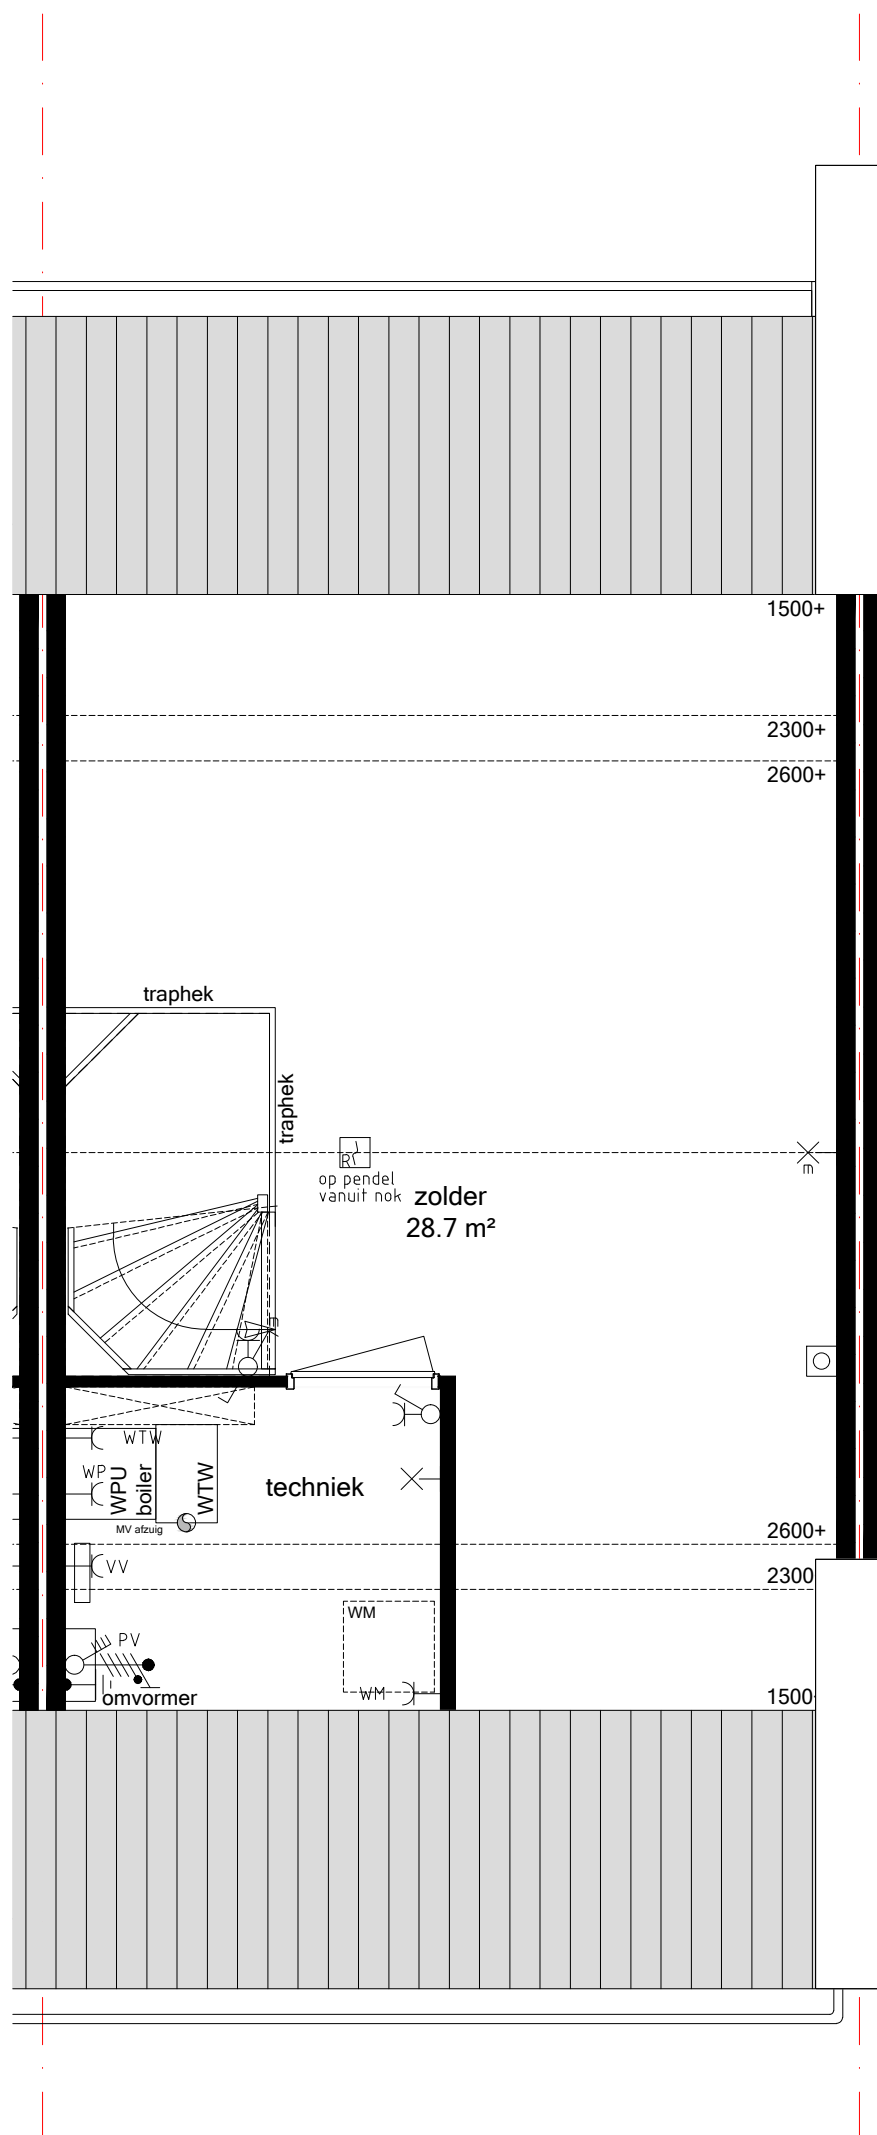 1500+
2300+
2600+
traphek
traphek
R
op pendel
vanuit nok
m
zolder
28.7 m²
m
WTW
WP
WPU
boiler
WTW
techniek
MV afzuig
2600+
VV
2300
WM
PV
WM
omvormer
1500